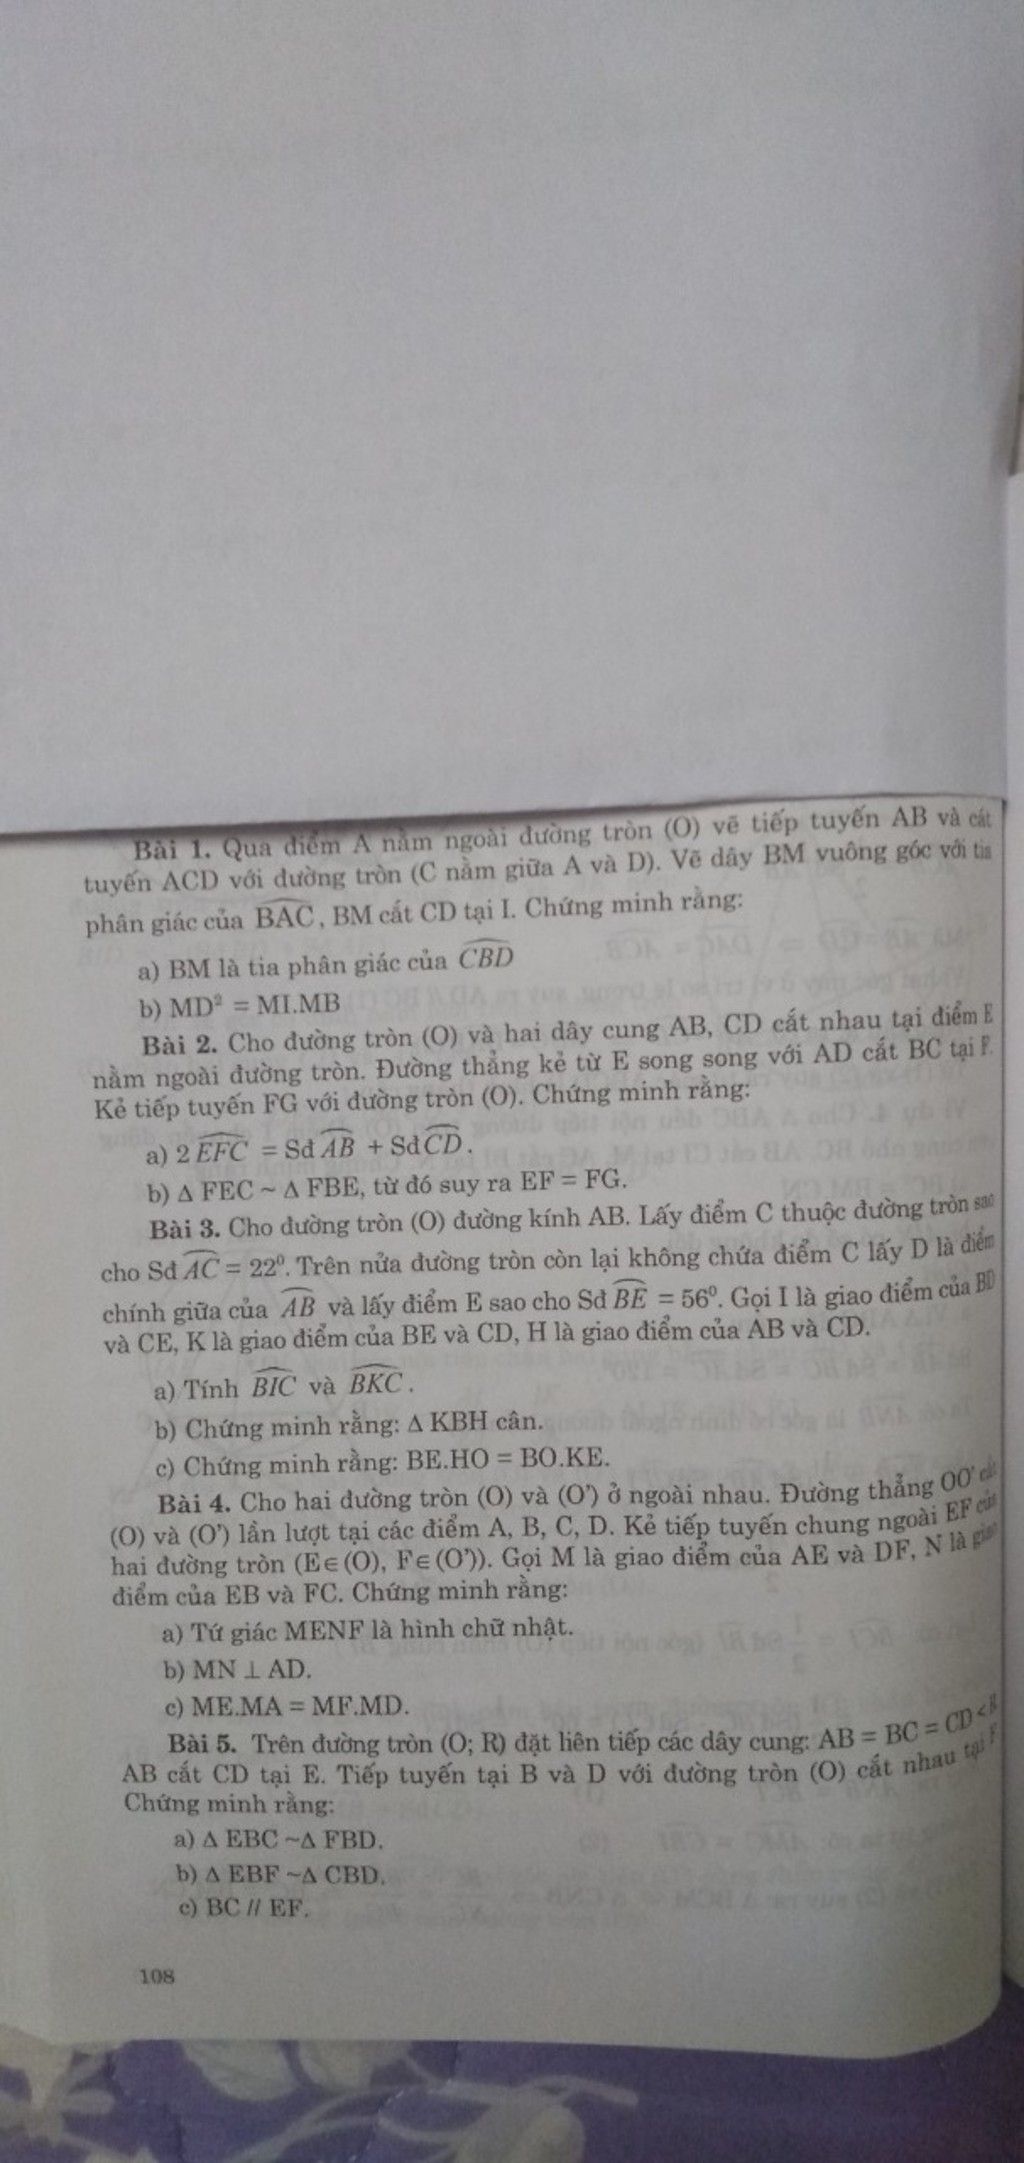 Bài 1. Qua điểm A nằm ngoài đường tròn (O) vẽ tiếp tuyến AB và cát
tuyến ACD với đường tròn (C nằm giữa A và D). Vẽ dây BM vuông góc với tia
phân giác của \widehat{BAC}, BM cắt CD tại I. Chứng minh rằng:
a) BM là tia phân giác của \widehat{CBD}
b) MD² = MI.MB
Bài 2. Cho đường tròn (O) và hai dây cung AB, CD cắt nhau tại điểm E
nằm ngoài đường tròn. Đường thẳng kẻ từ E song song với AD cắt BC tại F.
Kẻ tiếp tuyến FG với đường tròn (O). Chứng minh rằng:
a) 2\widehat{EFC} = Sđ\widehat{AB} + Sđ\widehat{CD}.
b) Δ FEC ~ Δ FBE, từ đó suy ra EF = FG.
Bài 3. Cho đường tròn (O) đường kính AB. Lấy điểm C thuộc đường tròn sao
cho Sđ\widehat{AC} = 22⁰. Trên nửa đường tròn còn lại không chứa điểm C lấy D là điểm
chính giữa của \widehat{AB} và lấy điểm E sao cho Sđ\widehat{BE} = 56⁰. Gọi I là giao điểm của BD
và CE, K là giao điểm của BE và CD, H là giao điểm của AB và CD.
a) Tính \widehat{BIC} và \widehat{BKC}.
b) Chứng minh rằng: Δ KBH cân.
c) Chứng minh rằng: BE.HO = BO.KE.
Bài 4. Cho hai đường tròn (O) và (O') ở ngoài nhau. Đường thẳng OO' cắt
(O) và (O') lần lượt tại các điểm A, B, C, D. Kẻ tiếp tuyến chung ngoài EF của
hai đường tròn (E∈(O), F∈(O')). Gọi M là giao điểm của AE và DF, N là giao
điểm của EB và FC. Chứng minh rằng:
a) Tứ giác MENF là hình chữ nhật.
b) MN ⊥ AD.
c) ME.MA = MF.MD.
Bài 5. Trên đường tròn (O; R) đặt liên tiếp các dây cung: AB = BC = CD < R
AB cắt CD tại E. Tiếp tuyến tại B và D với đường tròn (O) cắt nhau tại F
Chứng minh rằng:
a) Δ EBC ~Δ FBD.
b) Δ EBF ~Δ CBD.
c) BC // EF.
108